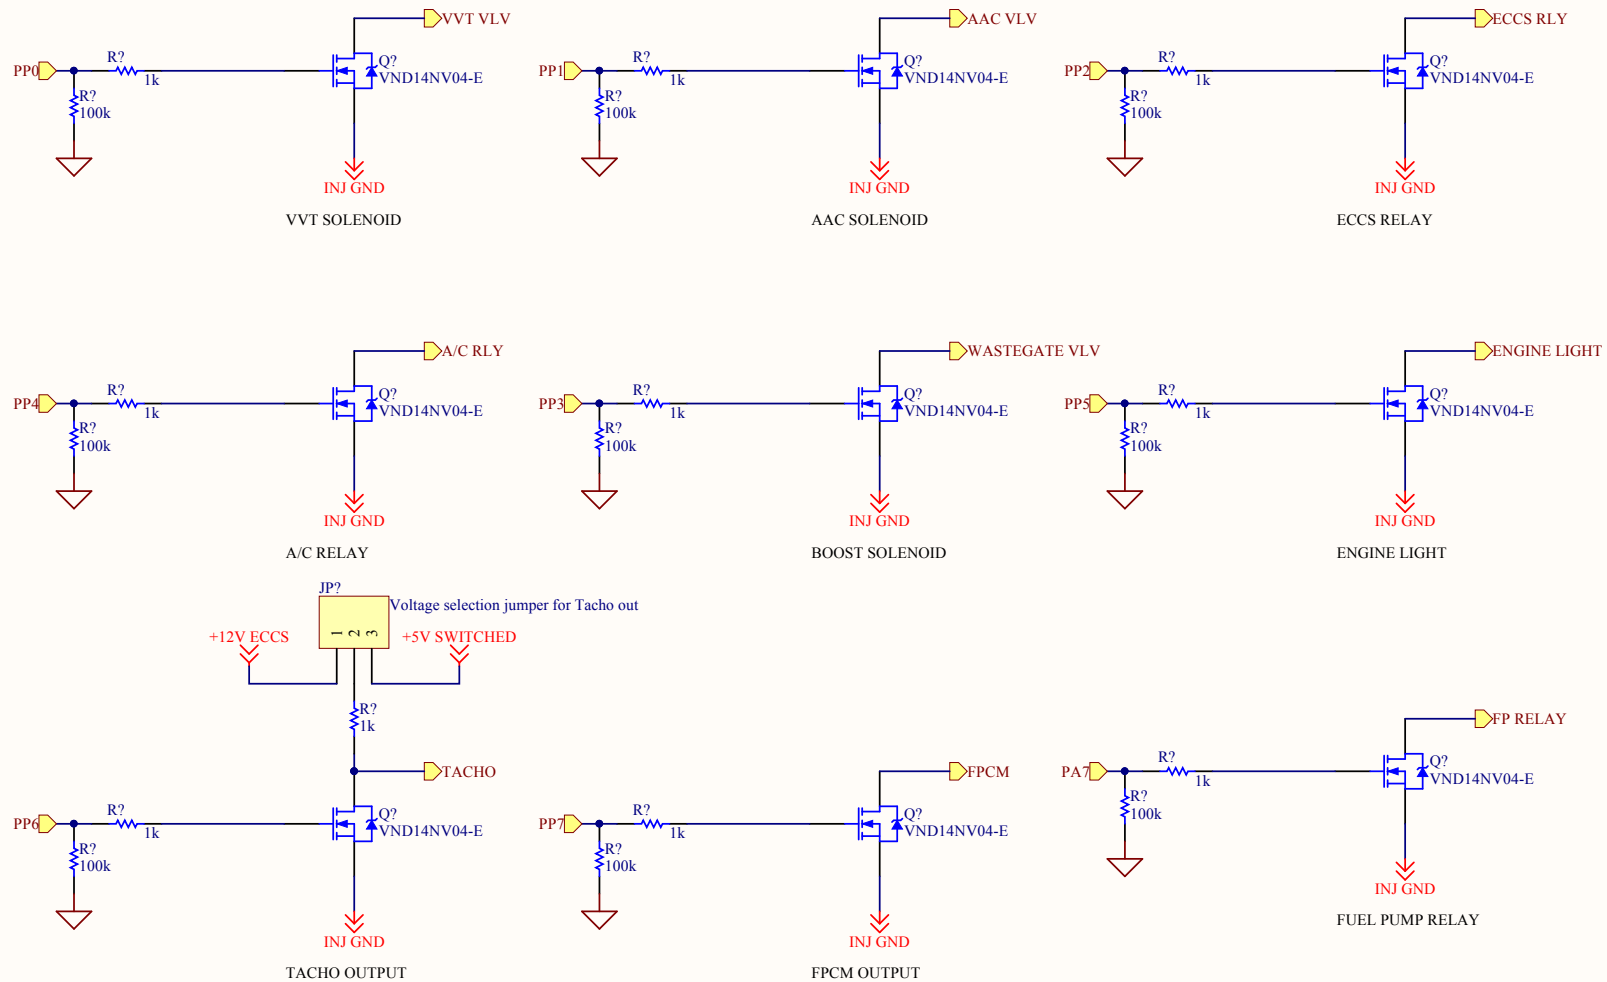 VVT VLV
R?
PP0
1k
Q?
VND14NV04-E
R?
100k
INJ GND
VVT SOLENOID
AAC VLV
R?
PP1
1k
Q?
VND14NV04-E
R?
100k
INJ GND
AAC SOLENOID
ECCS RLY
R?
PP2
1k
Q?
VND14NV04-E
R?
100k
INJ GND
ECCS RELAY
A/C RLY
R?
PP4
1k
Q?
VND14NV04-E
R?
100k
INJ GND
A/C RELAY
WASTEGATE VLV
R?
PP3
1k
Q?
VND14NV04-E
R?
100k
INJ GND
BOOST SOLENOID
ENGINE LIGHT
R?
PP5
1k
Q?
VND14NV04-E
R?
100k
INJ GND
ENGINE LIGHT
JP?
Voltage selection jumper for Tacho out
+12V ECCS
1
2
3
+5V SWITCHED
R?
1k
TACHO
R?
PP6
1k
Q?
VND14NV04-E
R?
100k
INJ GND
TACHO OUTPUT
FPCM
R?
PP7
1k
Q?
VND14NV04-E
R?
100k
INJ GND
FPCM OUTPUT
FP RELAY
R?
PA7
1k
Q?
VND14NV04-E
R?
100k
INJ GND
FUEL PUMP RELAY